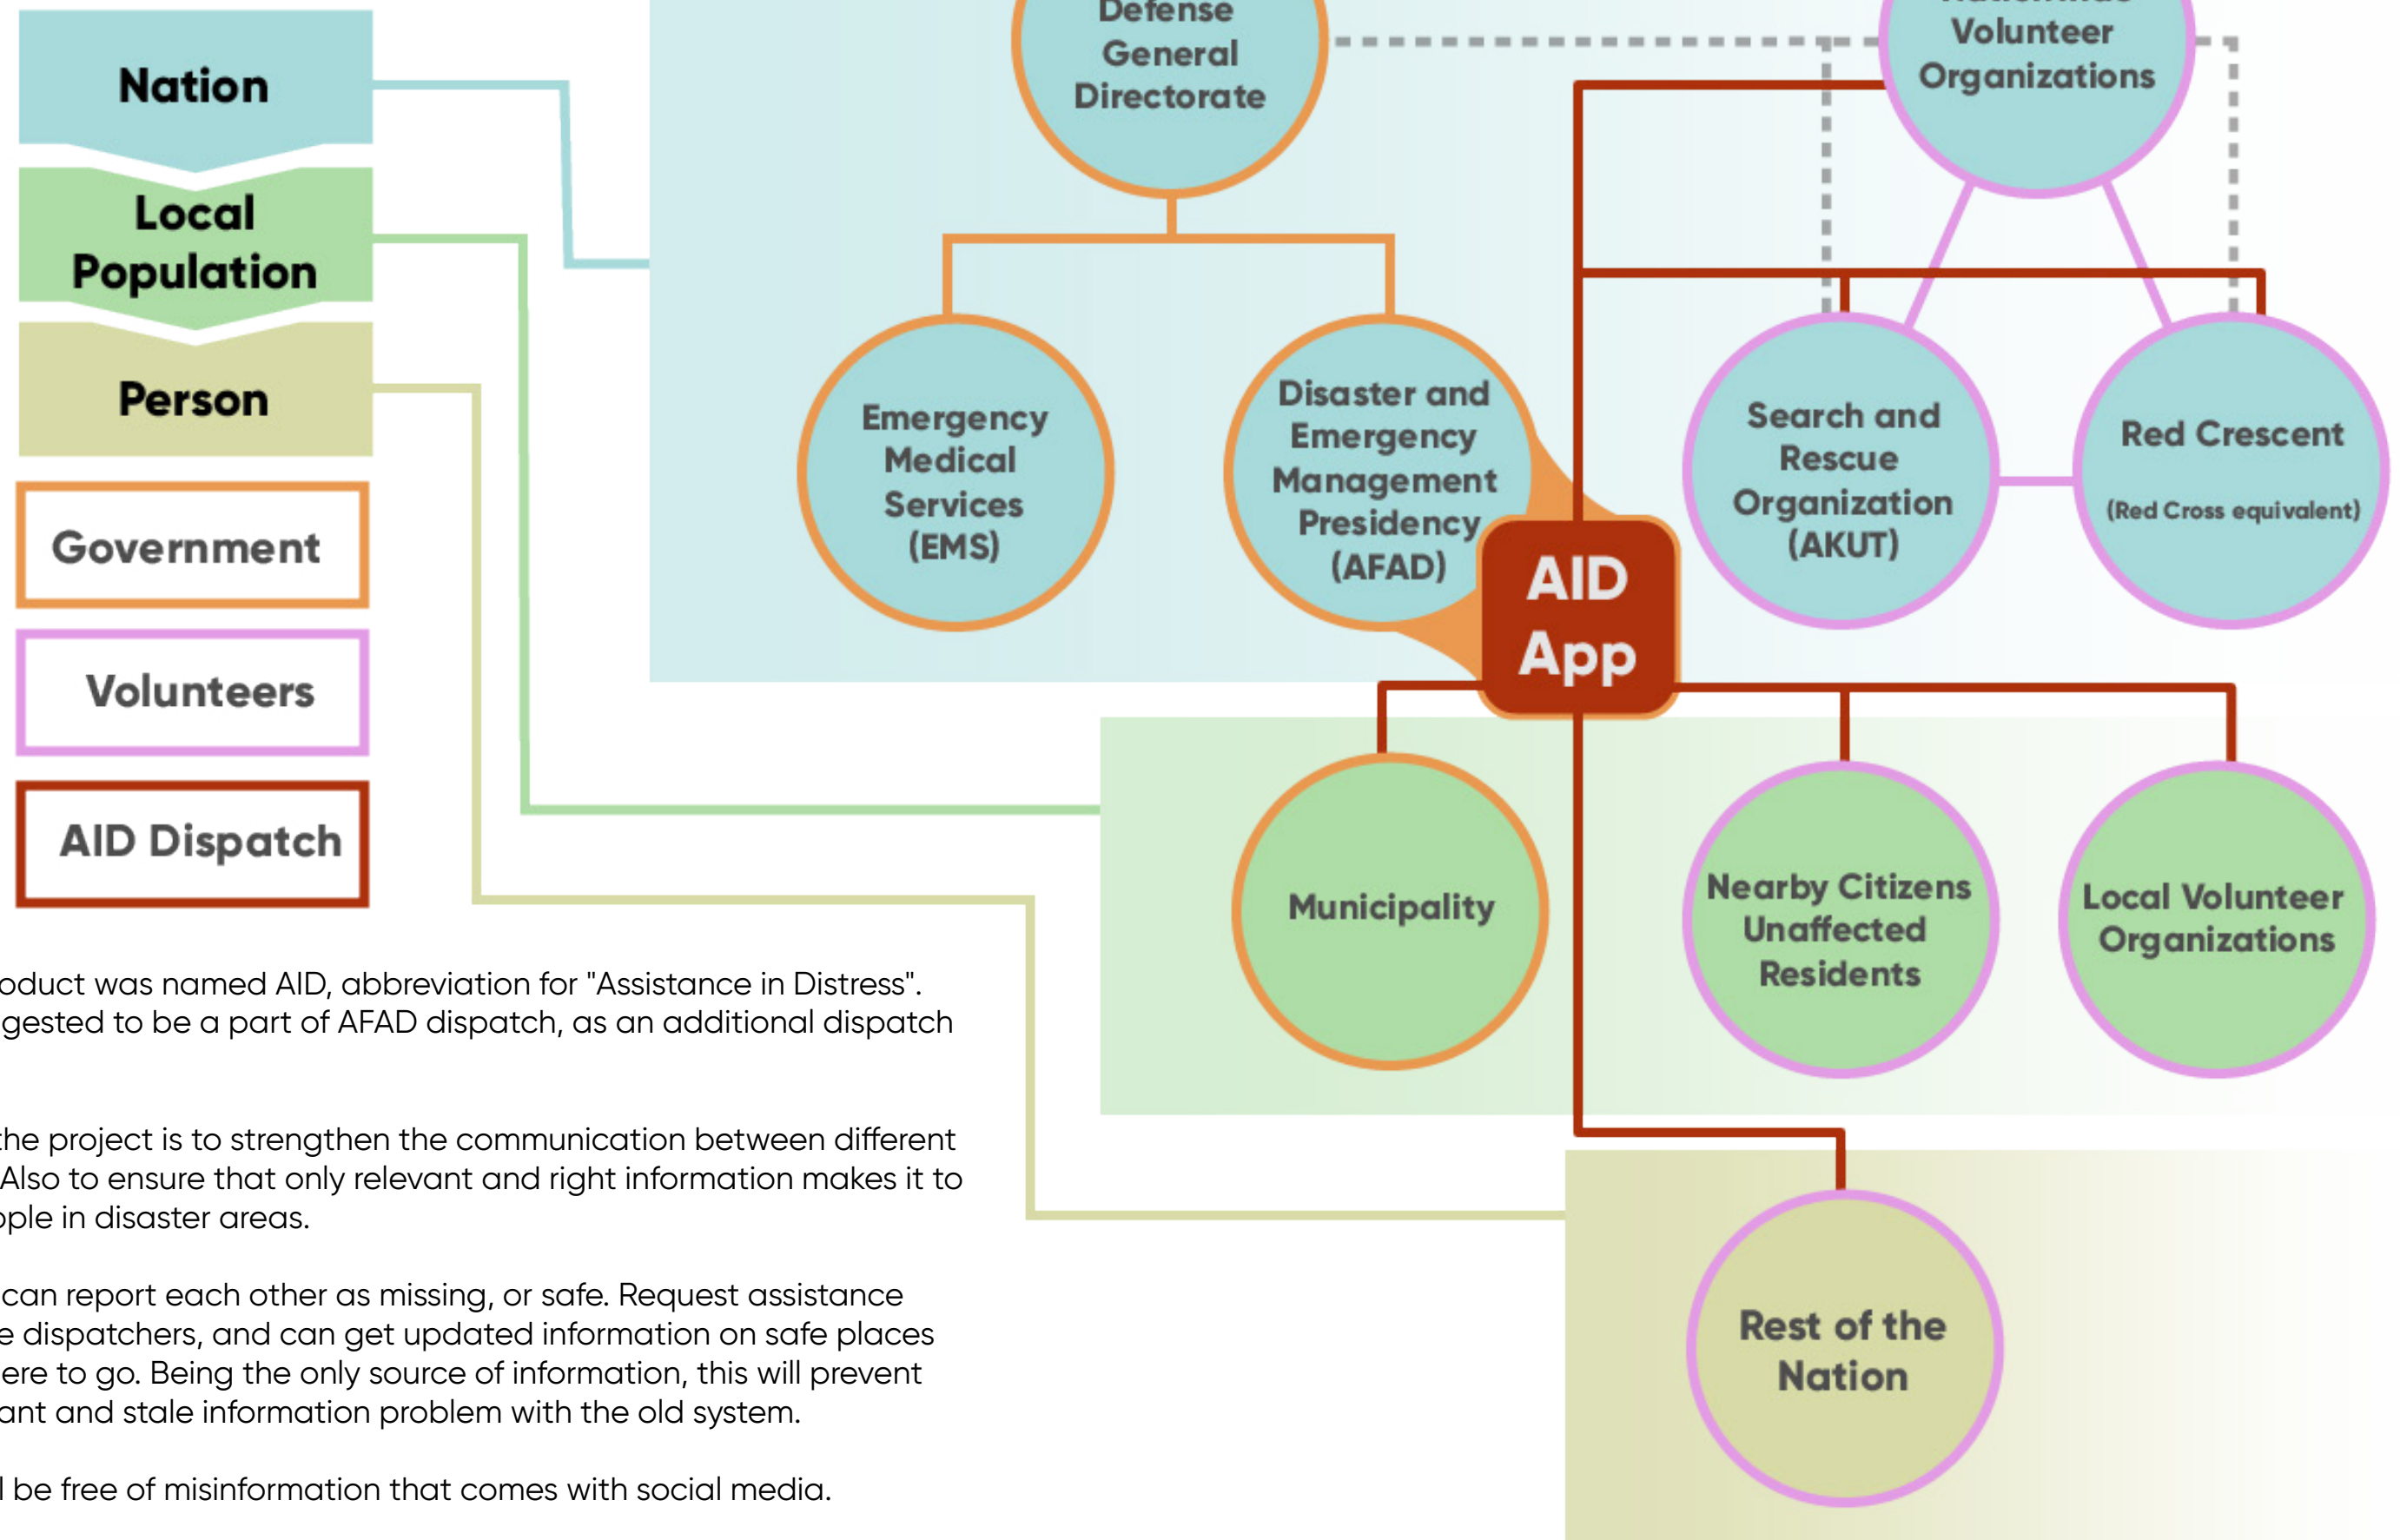 Nation
Local
Population
Person
Government
Volunteers
AID Dispatch
Defense
General
Directorate
Volunteer
Organizations
Emergency
Medical
Services
(EMS)
Disaster and
Emergency
Management
Presidency
(AFAD)
Search and
Rescue
Organization
(AKUT)
Red Crescent
(Red Cross equivalent)
AID
App
Municipality
Nearby Citizens
Unaffected
Residents
Local Volunteer
Organizations
Rest of the
Nation
was named AID, abbreviation for "Assistance in Distress".
to be a part of AFAD dispatch, as an additional dispatch
the project is to strengthen the communication between different
Also to ensure that only relevant and right information makes it to
in disaster areas.
can report each other as missing, or safe. Request assistance
dispatchers, and can get updated information on safe places
to go. Being the only source of information, this will prevent
and stale information problem with the old system.
be free of misinformation that comes with social media.